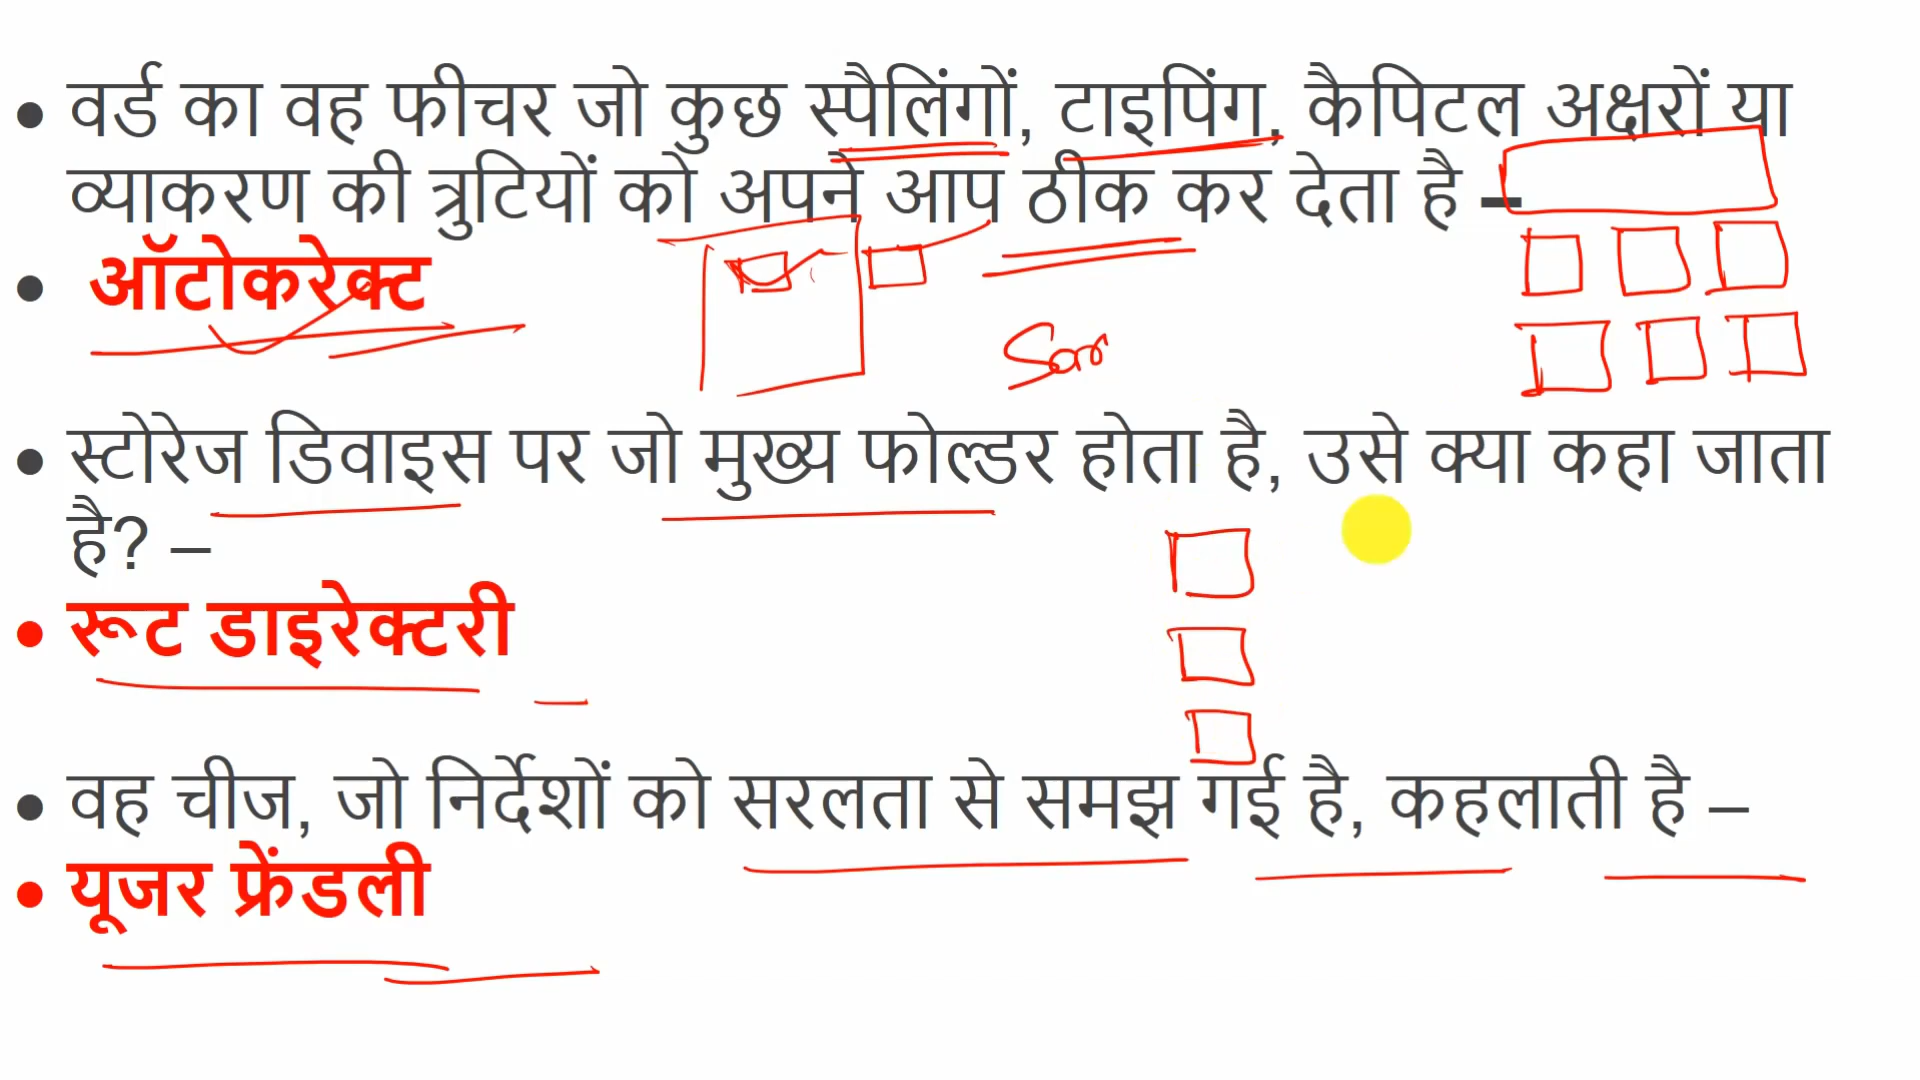 • वर्ड का वह फीचर जो कुछ स्पैलिंगों, टाइपिंग, कैपिटल अक्षरों या
व्याकरण की त्रुटियों को अपने आप ठीक कर देता है –
• ऑटोकरेक्ट
• स्टोरेज डिवाइस पर जो मुख्य फोल्डर होता है, उसे क्या कहा जाता
है? –
• रूट डाइरेक्टरी
• वह चीज, जो निर्देशों को सरलता से समझ गई है, कहलाती है –
• यूजर फ्रेंडली